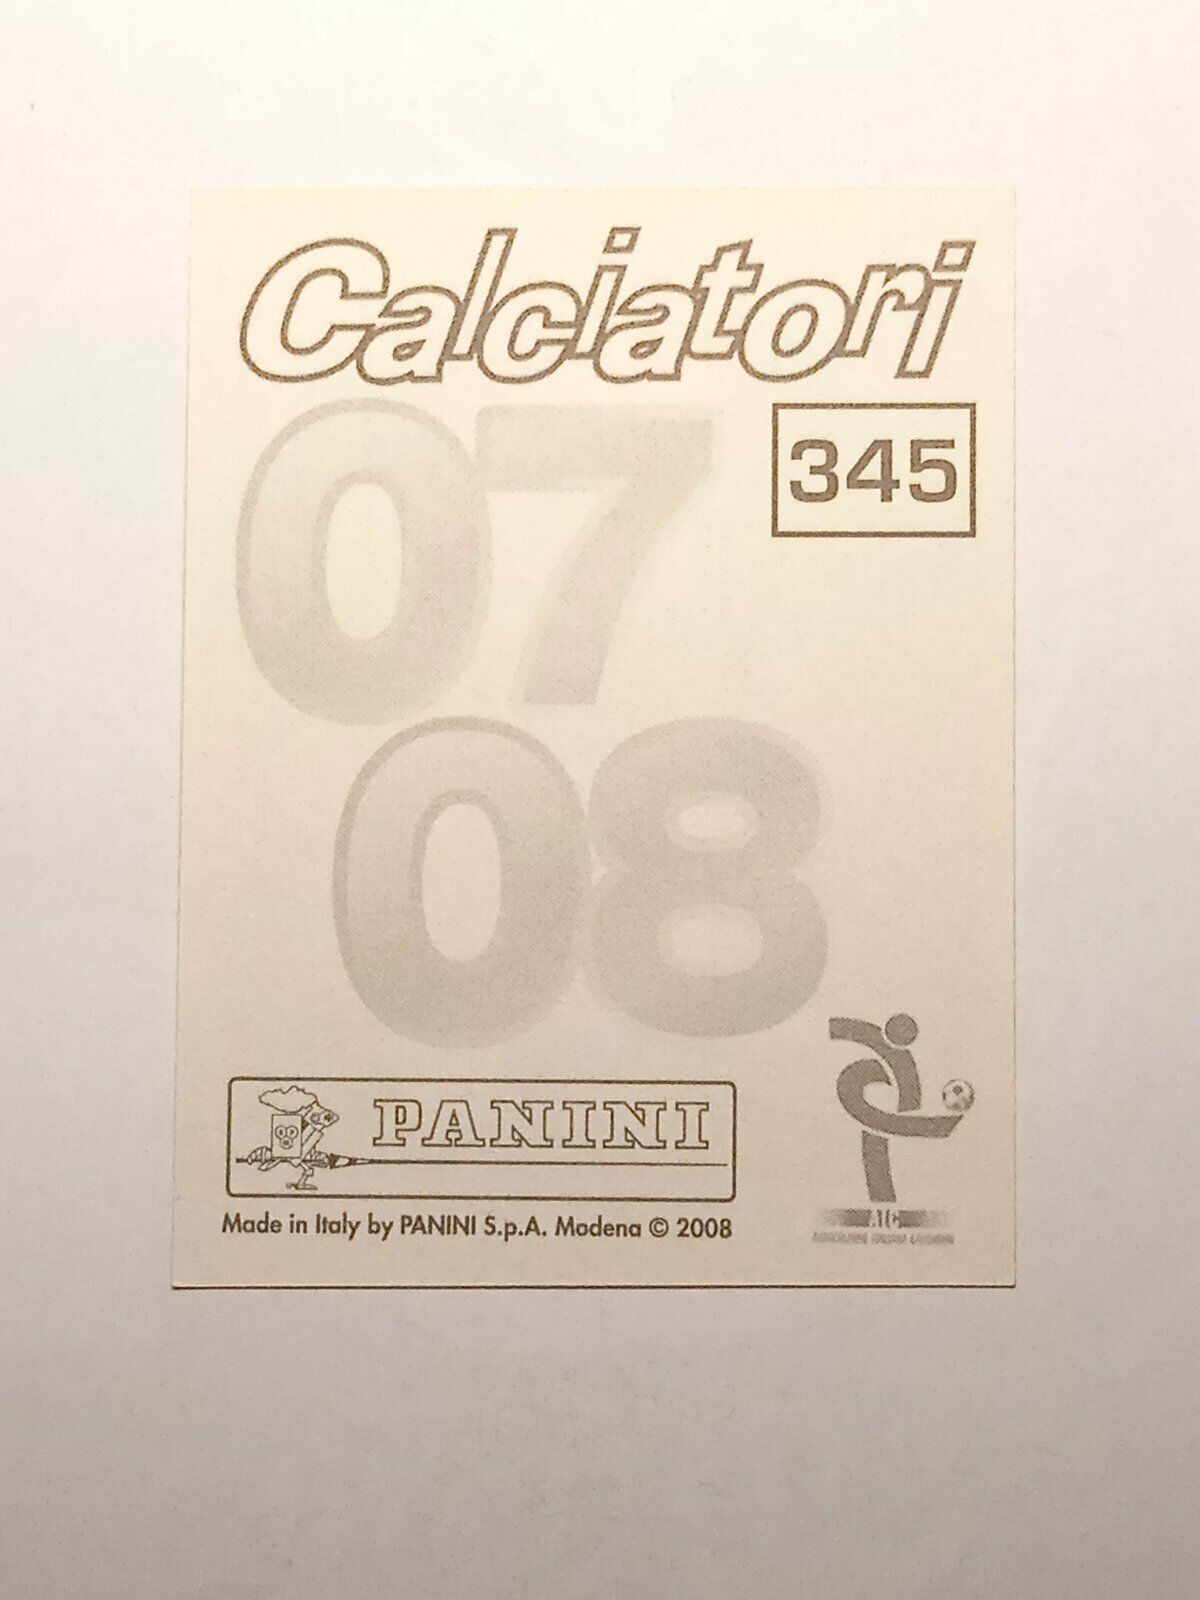 Calciatori
07
345
08
PANINI
Made in Italy by PANINI S.p.A. Modena © 2008